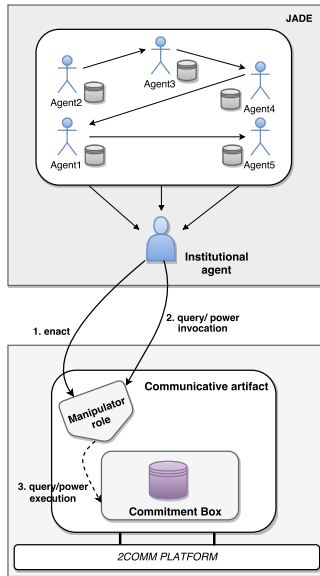 JADE
Agent3
Agent2
Agent4
Agent1
Agent5
Institutional
agent
1. enact
2. query/ power
invocation
Communicative artifact
Manipulator
role
3. query/power
execution
Commitment Box
2COMM PLATFORM